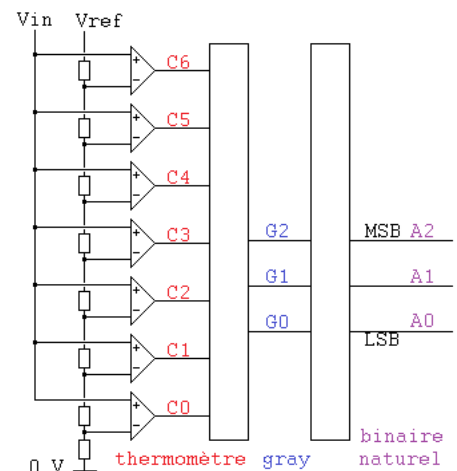 Vin Vref
+
−
C6
+
−
C5
+
−
C4
+
−
C3
G2
MSB A2
+
−
C2
G1
A1
+
−
C1
G0
A0
LSB
+
−
C0
binaire
0 V thermomètre gray naturel